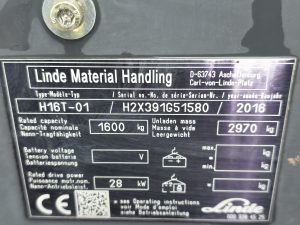 Linde Material Handling
D-63743 Aschaffenburg
Carl-von-Linde-Platz
Type-Modèle-Typ / Serial no.-No. de série-Serien-Nr. / year-année-Baujahr
H16T-01 / H2X391G51580 2016
Rated capacity
Capacité nominale 1600 kg
Nenn-Tragfähigkeit
Unladen mass
Masse à vide 2970 kg
Leergewicht
Battery voltage
Tension batterie V
Batteriespannung
max. kg
min. kg
Rated drive power
Puissance motr.nom. 28 kW
Nenn-Antriebsleist.
CE
see Operating instructions
voir Mode d'emploi
siehe Betriebsanleitung
Linde